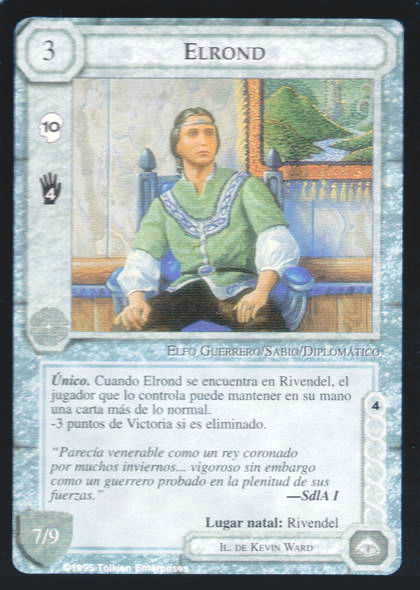 3
ELROND
10
4
ELFO GUERRERO/SABIO/DIPLOMÁTICO
Único. Cuando Elrond se encuentra en Rivendel, el
jugador que lo controla puede mantener en su mano
una carta más de lo normal.
-3 puntos de Victoria si es eliminado.
4
“Parecía venerable como un rey coronado
por muchos inviernos... vigoroso sin embargo
como un guerrero probado en la plenitud de sus
fuerzas.” —SdlA I
Lugar natal: Rivendel
7/9
IL. DE KEVIN WARD
©1995 Tolkien Enterprises